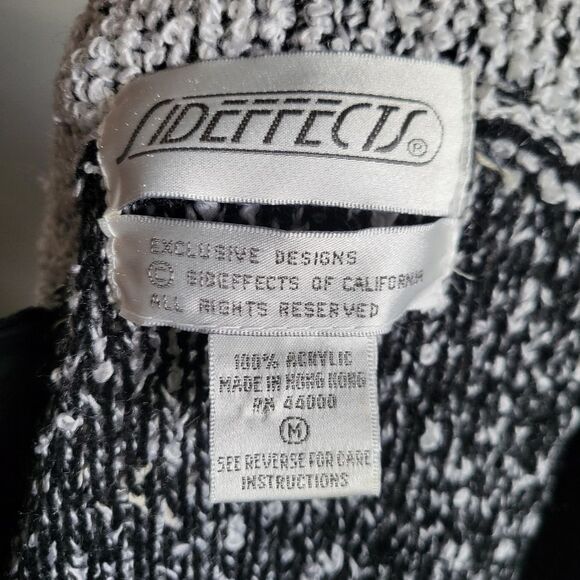 SIDEFFECTS ®
EXCLUSIVE DESIGNS
© SIDEFFECTS OF CALIFORNIA
ALL RIGHTS RESERVED
100% ACRYLIC
MADE IN HONG KONG
RN 44000
M
SEE REVERSE FOR CARE
INSTRUCTIONS